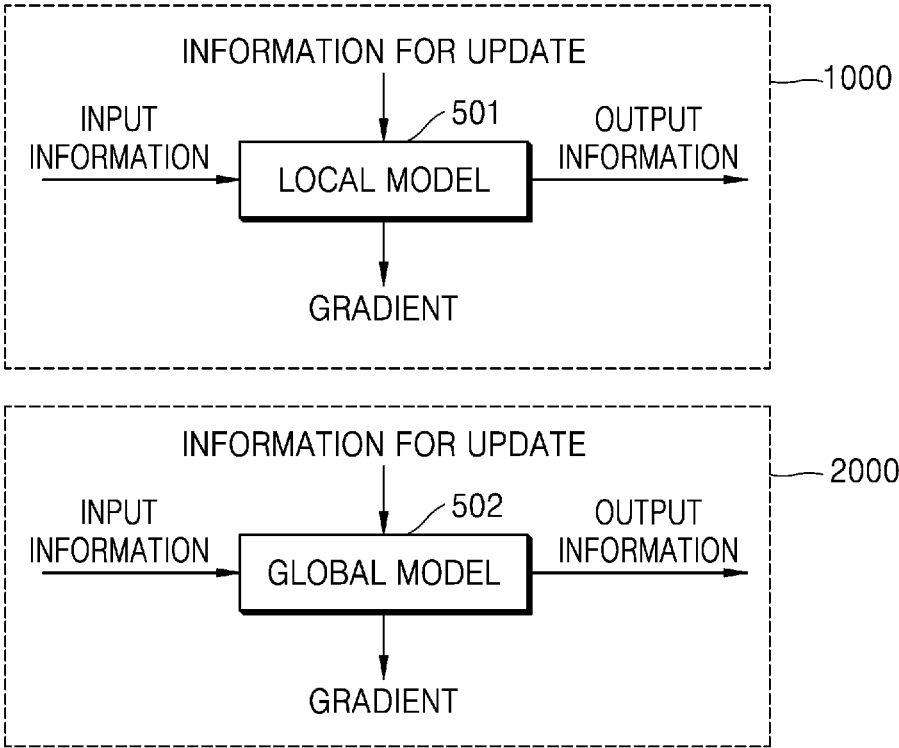 INFORMATION FOR UPDATE
1000
INPUT
INFORMATION
501
OUTPUT
INFORMATION
LOCAL MODEL
GRADIENT
INFORMATION FOR UPDATE
2000
INPUT
INFORMATION
502
OUTPUT
INFORMATION
GLOBAL MODEL
GRADIENT